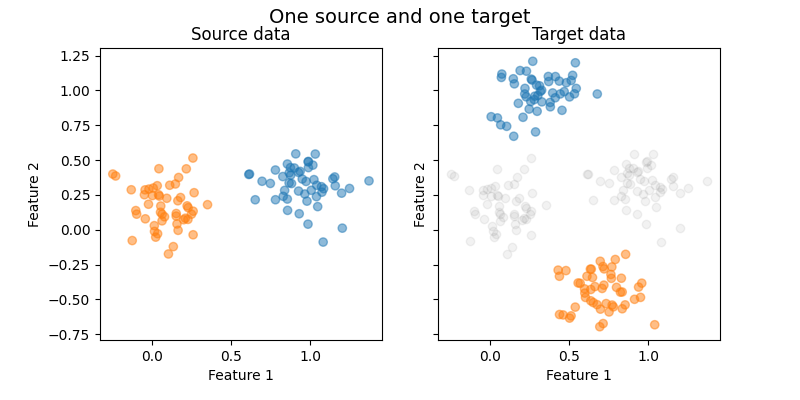 One source and one target
Source data
Target data
1.25
1.00
0.75
0.50
0.25
0.00
−0.25
−0.50
−0.75
Feature 2
Feature 2
0.0 0.5 1.0
0.0 0.5 1.0
Feature 1
Feature 1